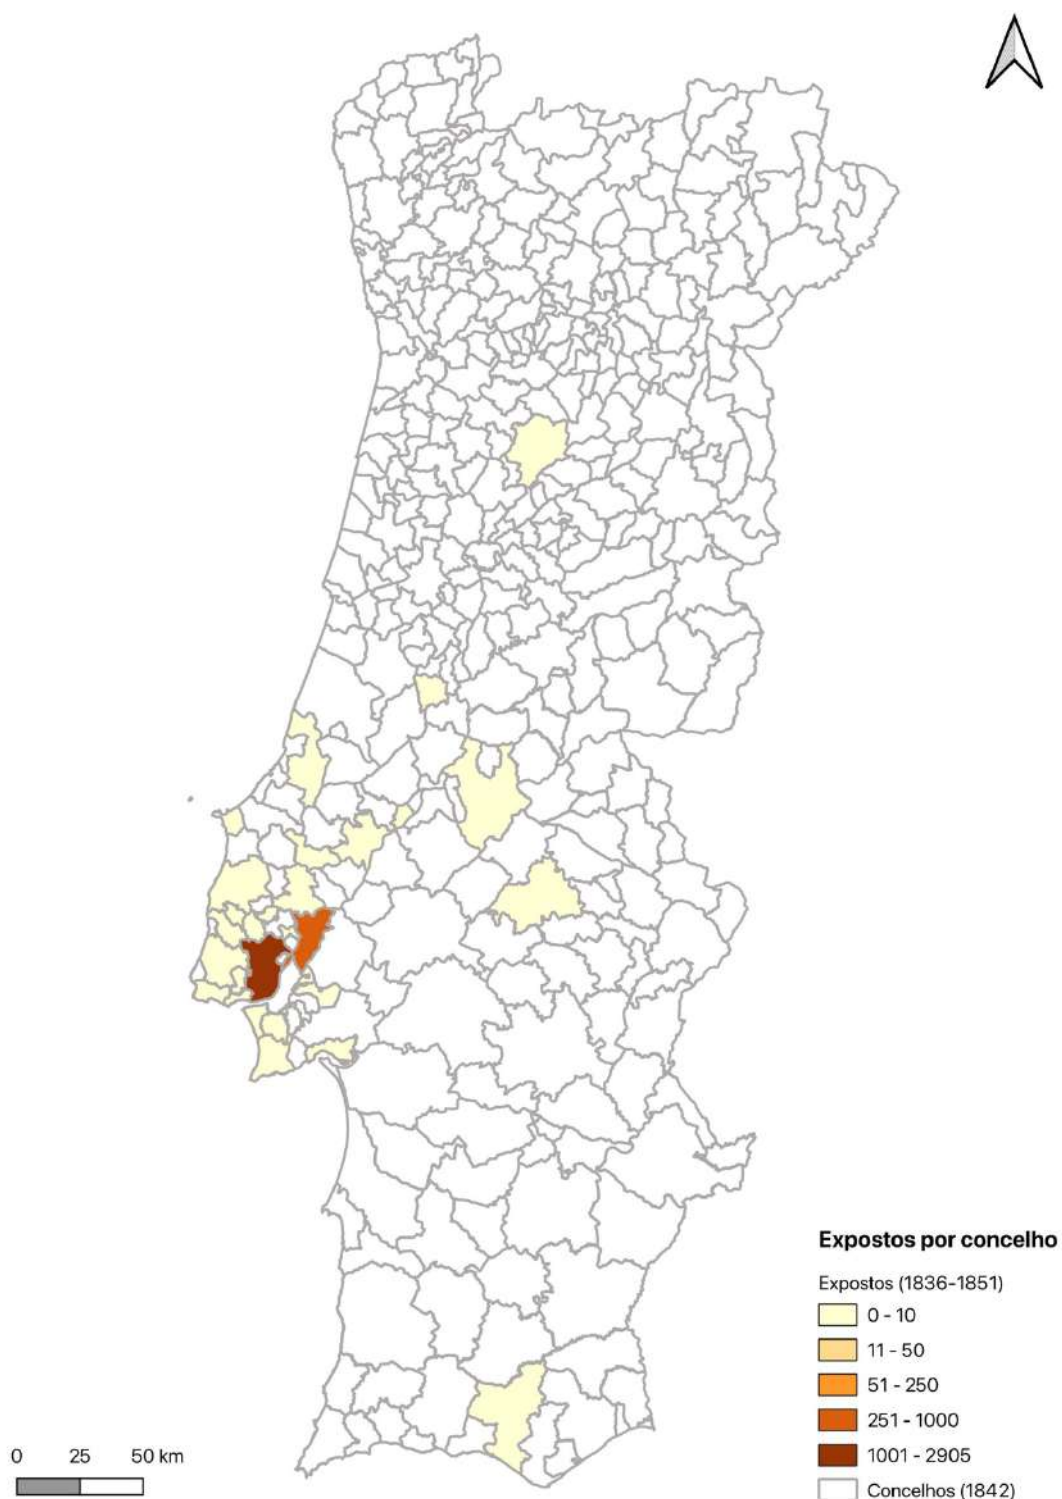 Expostos por concelho
Expostos (1836-1851)
0 - 10
11 - 50
51 - 250
251 - 1000
1001 - 2905
Concelhos (1842)
0 25 50 km